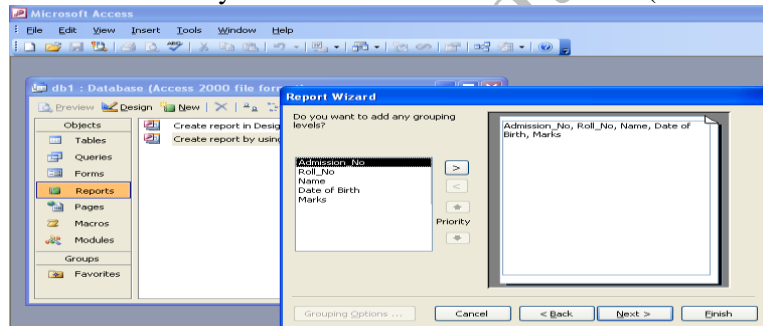 Microsoft Access
File Edit View Insert Tools Window Help
db1 : Database (Access 2000 file
Preview Design New
Objects
Tables
Queries
Forms
Reports
Pages
Macros
Modules
Groups
Favorites
Create report in Desig
Create report by using
Report Wizard
Do you want to add any grouping
levels?
Admission_No
Roll_No
Name
Date of Birth
Marks
Priority
Admission_No, Roll_No, Name, Date of
Birth, Marks
Grouping Options ... Cancel < Back Next > Finish